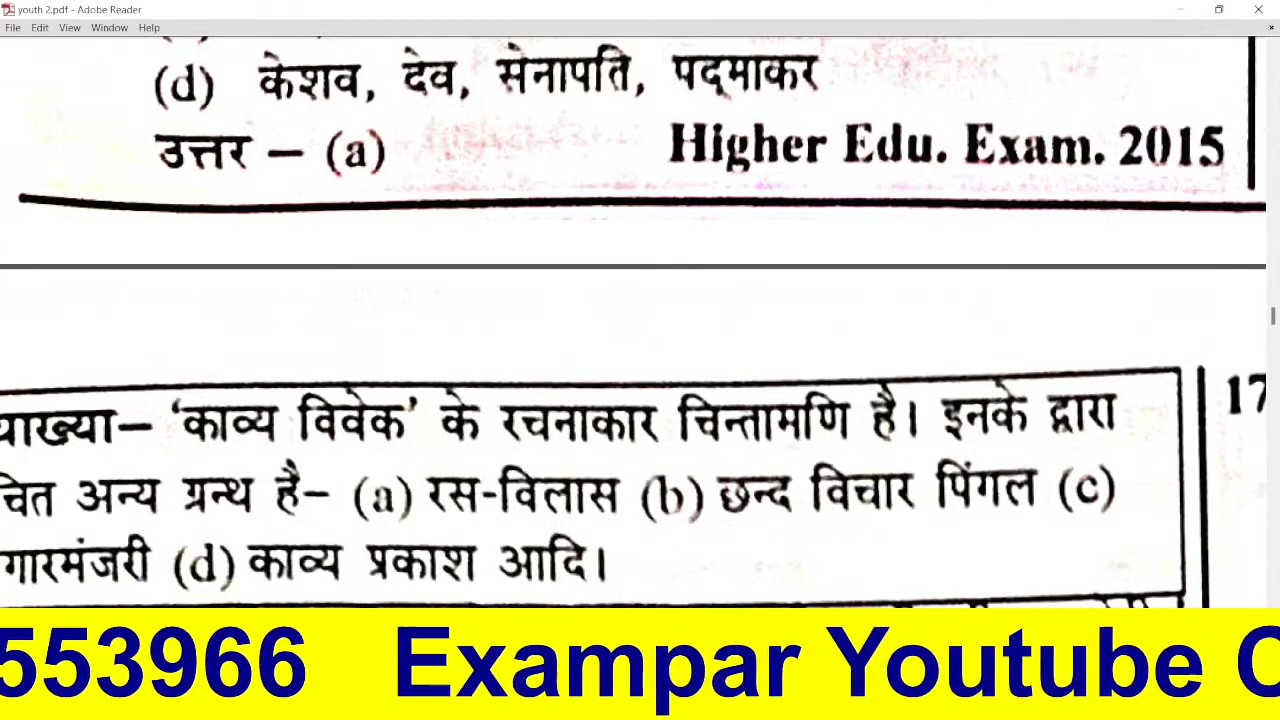 youth 2.pdf - Adobe Reader
File Edit View Window Help
(d) केशव, देव, सेनापति, पद्माकर
उत्तर – (a) Higher Edu. Exam. 2015
याख्या– ‘काव्य विवेक’ के रचनाकार चिन्तामणि है। इनके द्वारा
चित अन्य ग्रन्थ है– (a) रस-विलास (b) छन्द विचार पिंगल (c)
गारमंजरी (d) काव्य प्रकाश आदि।
17
553966 Exampar Youtube C